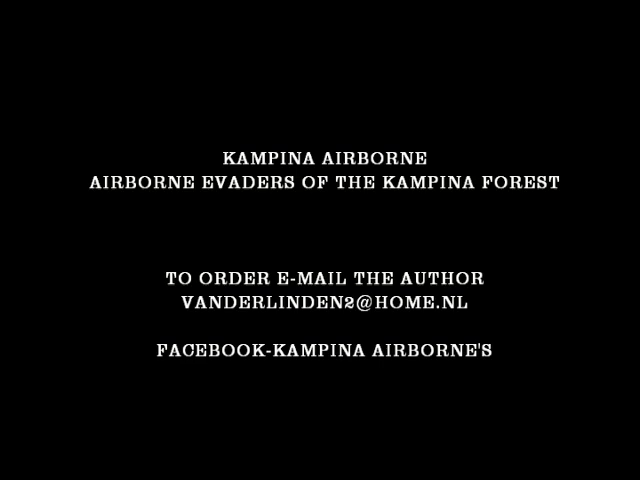 KAMPINA AIRBORNE
AIRBORNE EVADERS OF THE KAMPINA FOREST
TO ORDER E-MAIL THE AUTHOR
VANDERLINDEN2@HOME.NL
FACEBOOK-KAMPINA AIRBORNE'S